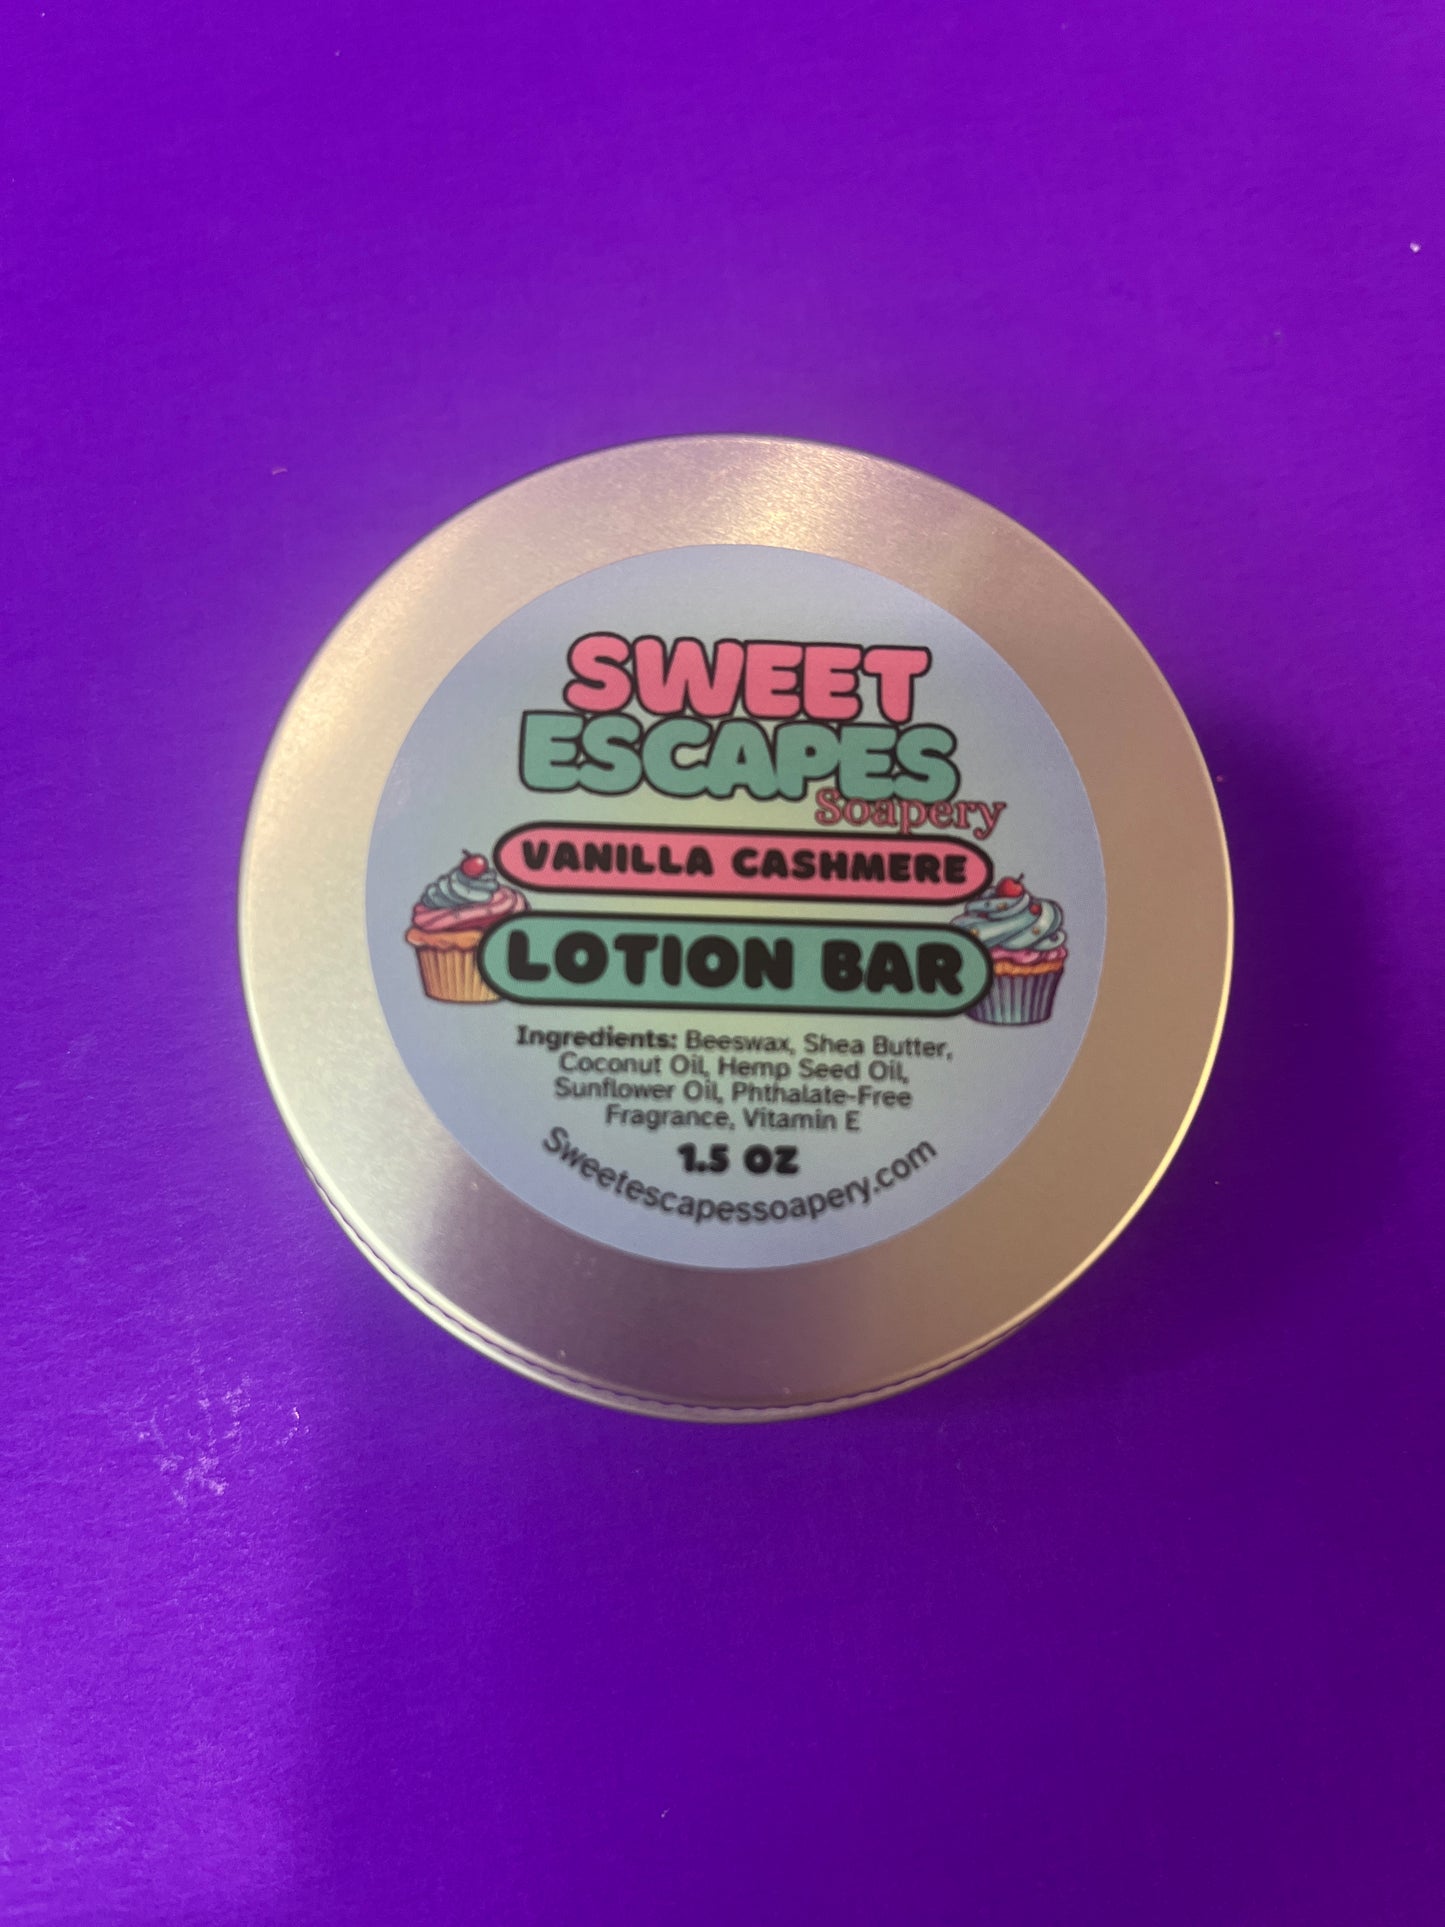 SWEET
ESCAPES
Soapery
VANILLA CASHMERE
LOTION BAR
Ingredients: Beeswax, Shea Butter,
Coconut Oil, Hemp Seed Oil,
Sunflower Oil, Phthalate-Free
Fragrance, Vitamin E
1.5 OZ
Sweetescapessoapery.com